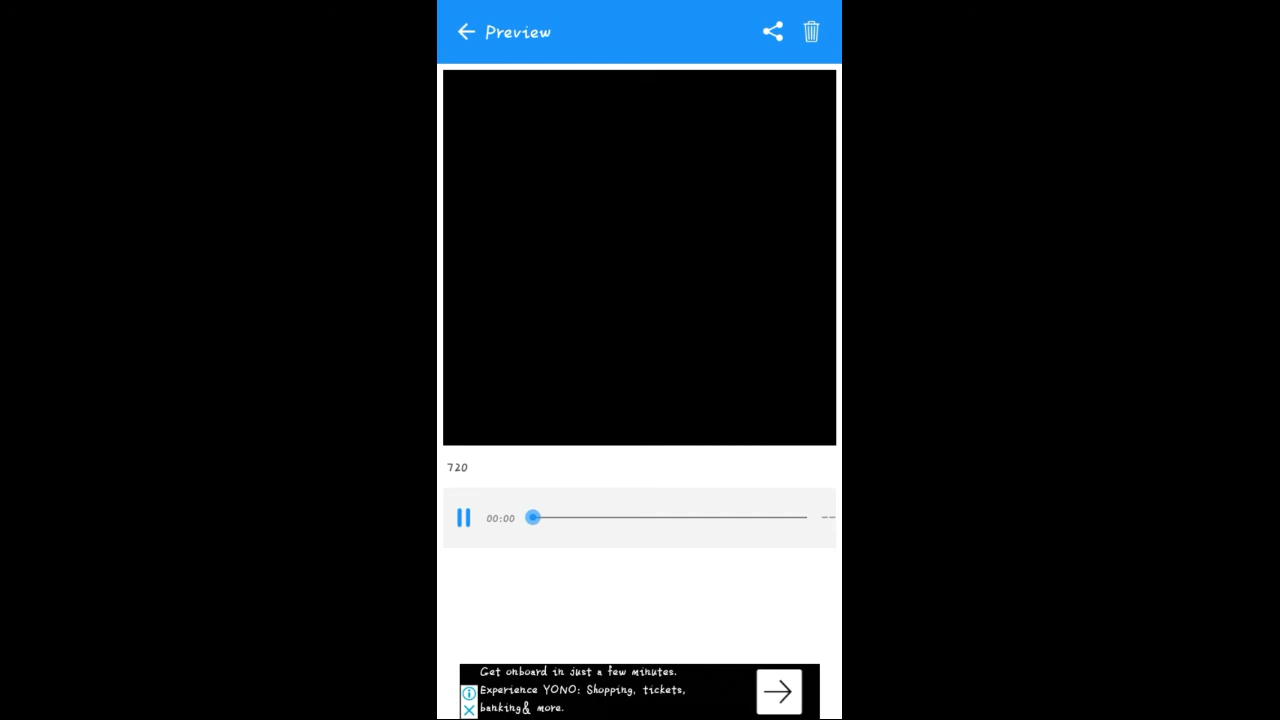 Preview
720
00:00
--
Get onboard in just a few minutes.
Experience YONO: Shopping, tickets,
banking& more.